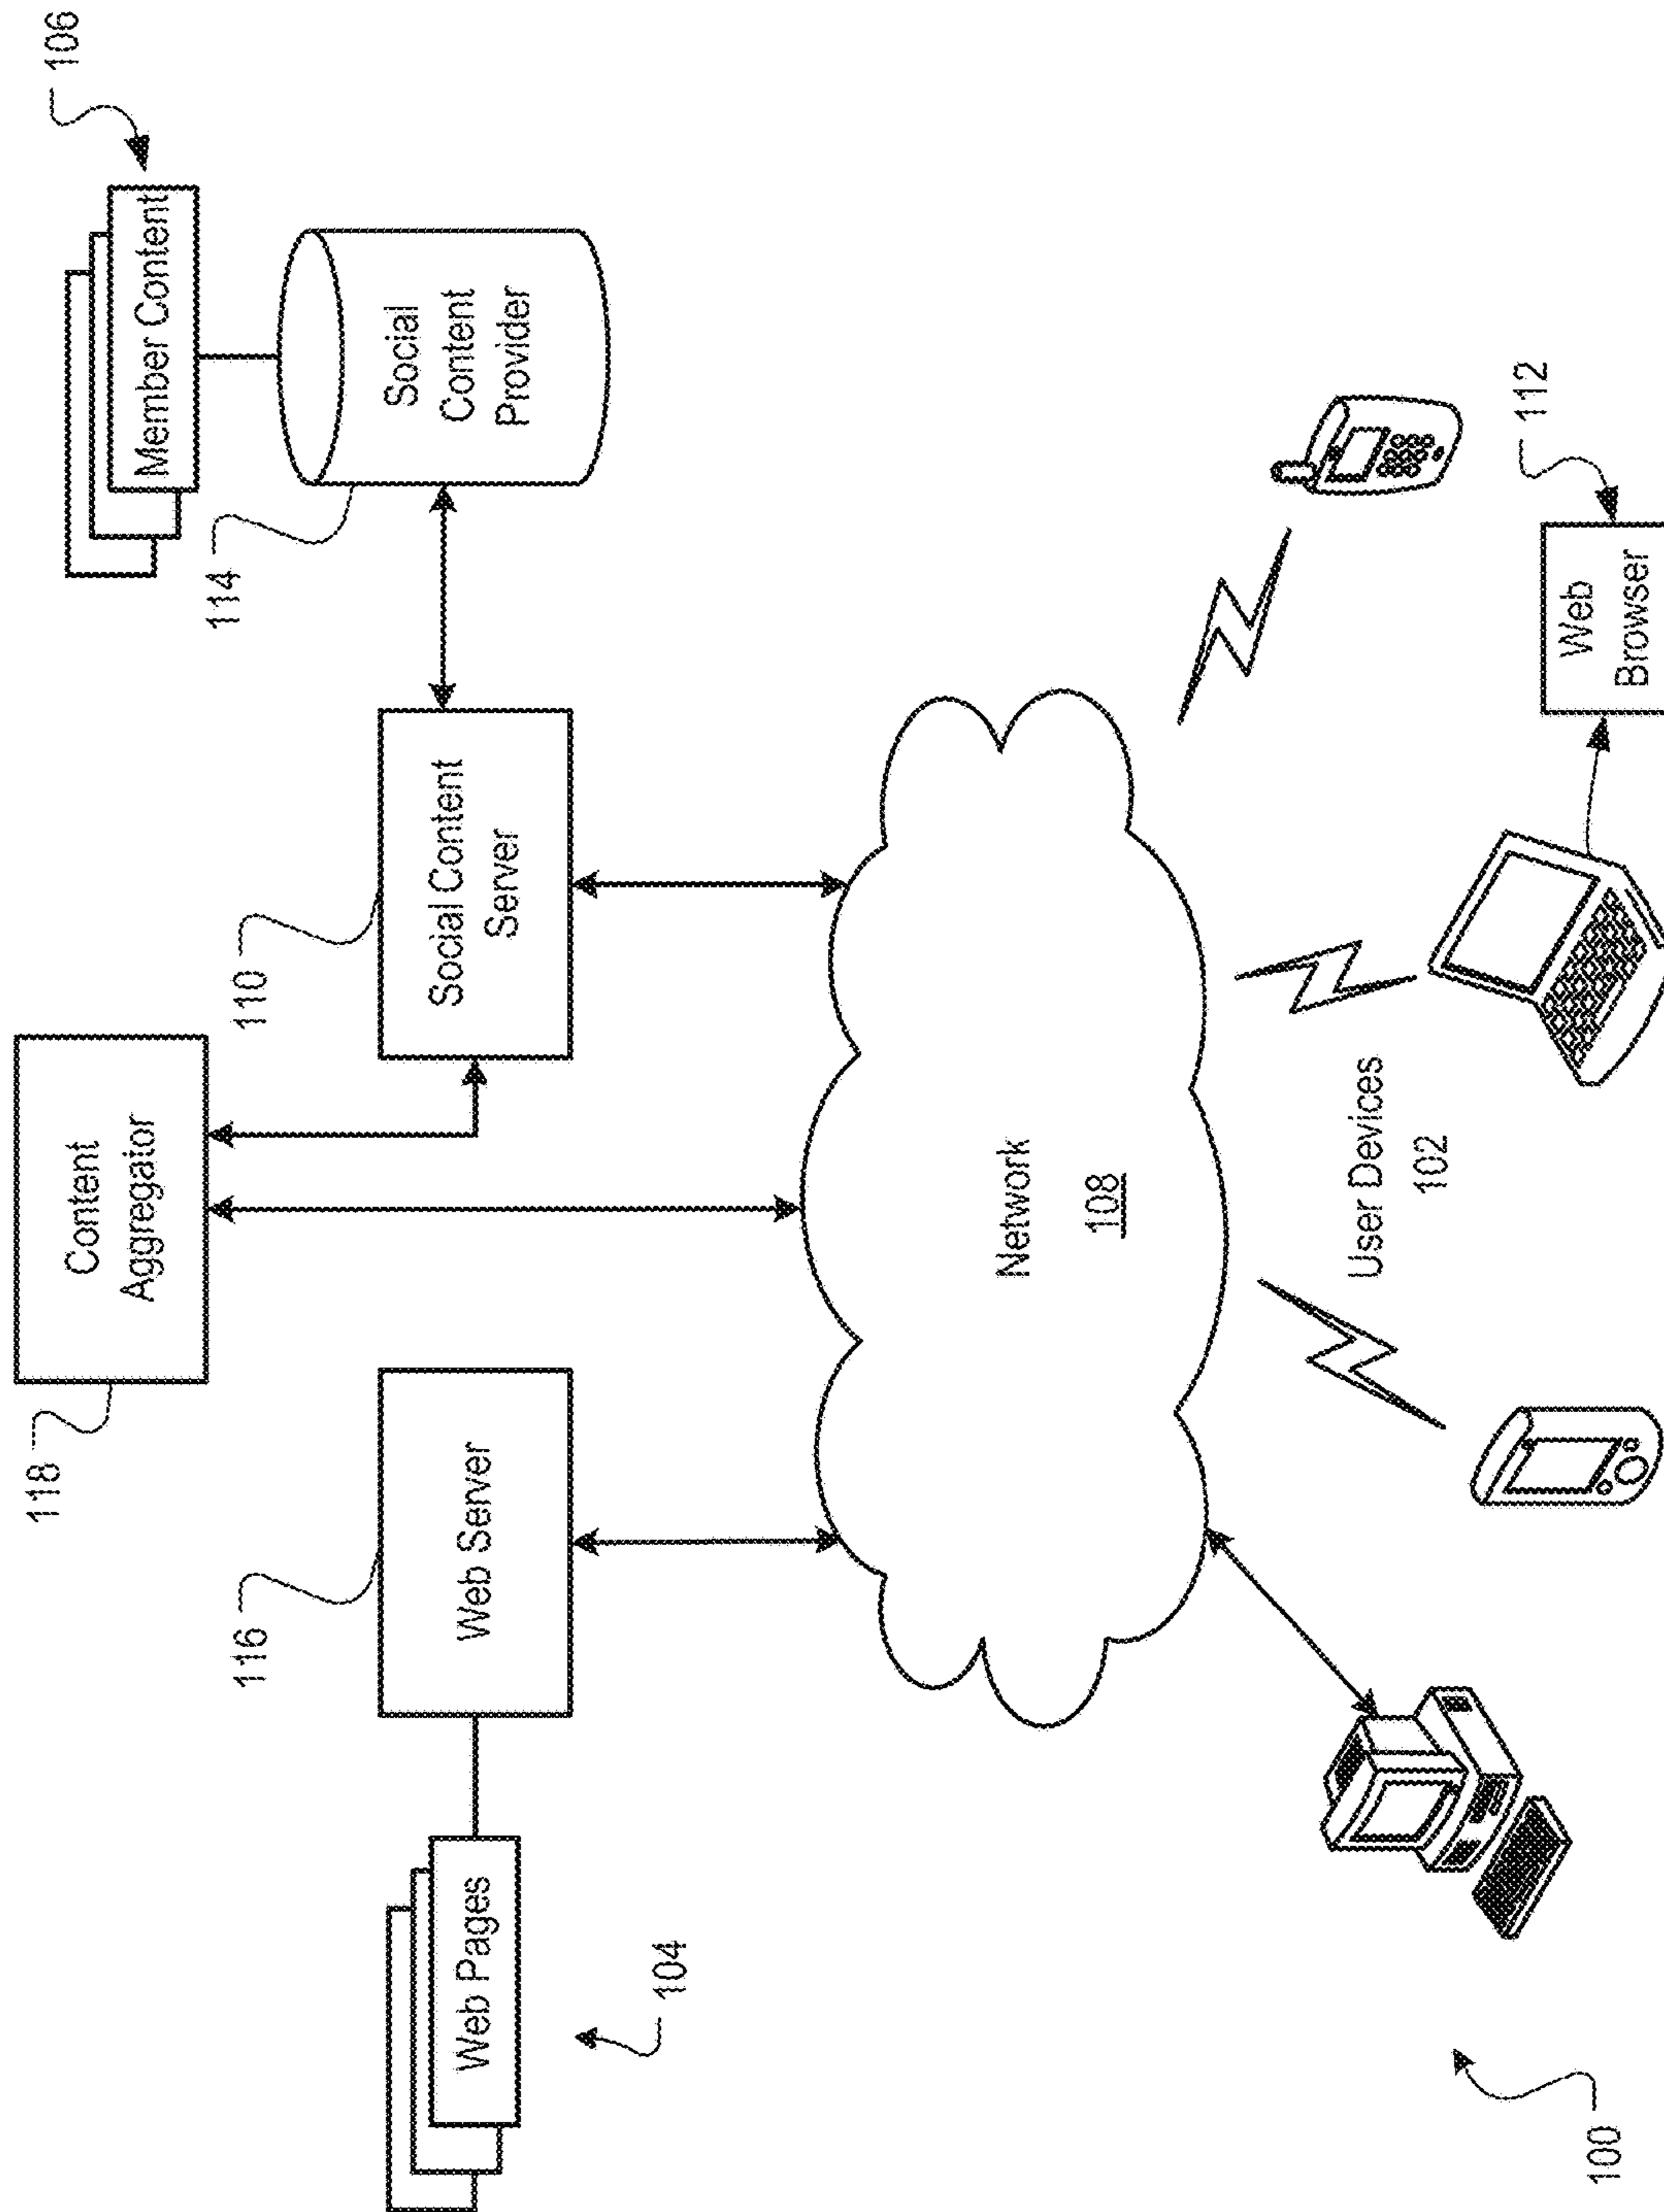 118
Content
Aggregator
106
Member Content
116
110
114
Web Pages
Web Server
Social Content
Server
Social
Content
Provider
104
Network
108
User Devices
102
112
Web
Browser
100